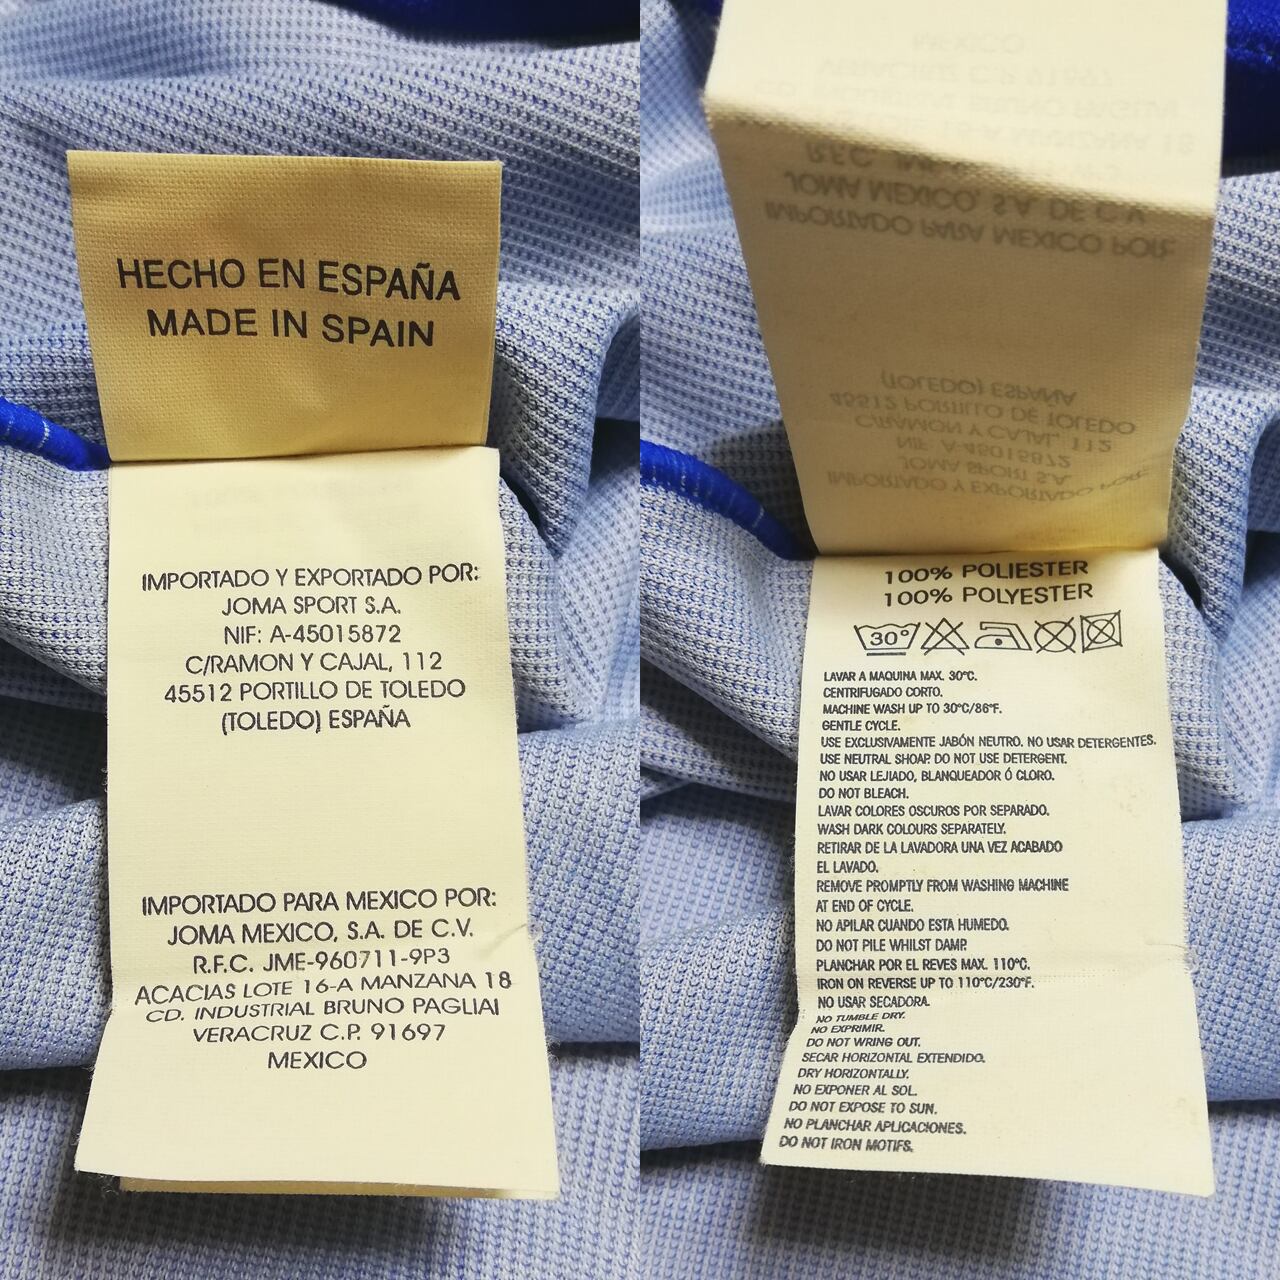 HECHO EN ESPAÑA
MADE IN SPAIN
IMPORTADO Y EXPORTADO POR:
JOMA SPORT S.A.
NIF: A-45015872
C/RAMON Y CAJAL, 112
45512 PORTILLO DE TOLEDO
(TOLEDO) ESPAÑA
IMPORTADO PARA MEXICO POR:
JOMA MEXICO, S.A. DE C.V.
R.F.C. JME-960711-9P3
ACACIAS LOTE 16-A MANZANA 18
CD. INDUSTRIAL BRUNO PAGLIAI
VERACRUZ C.P. 91697
MEXICO
100% POLIESTER
100% POLYESTER
30°
LAVAR A MAQUINA MAX. 30ºC.
CENTRIFUGADO CORTO.
MACHINE WASH UP TO 30ºC/86ºF.
GENTLE CYCLE.
USE EXCLUSIVAMENTE JABÓN NEUTRO. NO USAR DETERGENTES.
USE NEUTRAL SHOAP. DO NOT USE DETERGENT.
NO USAR LEJIADO, BLANQUEADOR Ó CLORO.
DO NOT BLEACH.
LAVAR COLORES OSCUROS POR SEPARADO.
WASH DARK COLOURS SEPARATELY.
RETIRAR DE LA LAVADORA UNA VEZ ACABADO
EL LAVADO.
REMOVE PROMPTLY FROM WASHING MACHINE
AT END OF CYCLE.
NO APILAR CUANDO ESTA HUMEDO.
DO NOT PILE WHILST DAMP.
PLANCHAR POR EL REVES MAX. 110ºC.
IRON ON REVERSE UP TO 110ºC/230ºF.
NO USAR SECADORA.
NO TUMBLE DRY.
NO EXPRIMIR.
DO NOT WRING OUT.
SECAR HORIZONTAL EXTENDIDO.
DRY HORIZONTALLY.
NO EXPONER AL SOL.
DO NOT EXPOSE TO SUN.
NO PLANCHAR APLICACIONES.
DO NOT IRON MOTIFS.